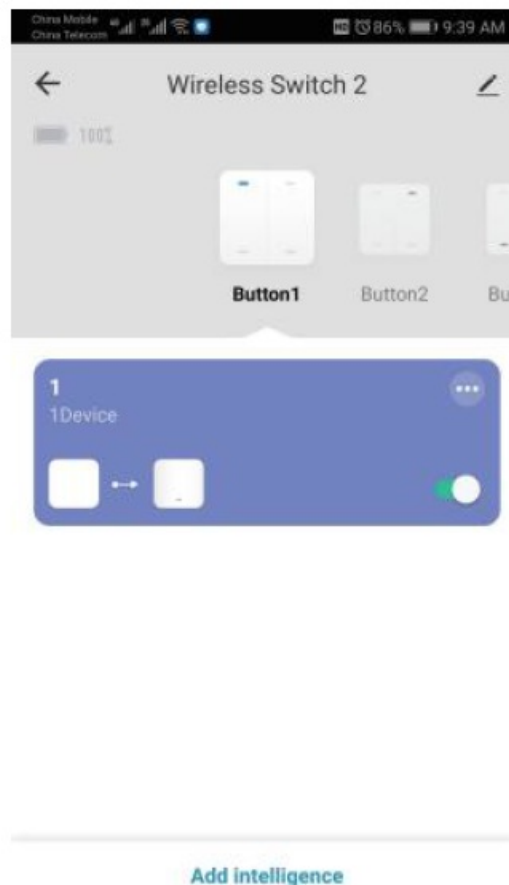 China Mobile
China Telecom
HD 86% 9:39 AM
Wireless Switch 2
100%
Button1 Button2 Bu
1
1Device
Add intelligence